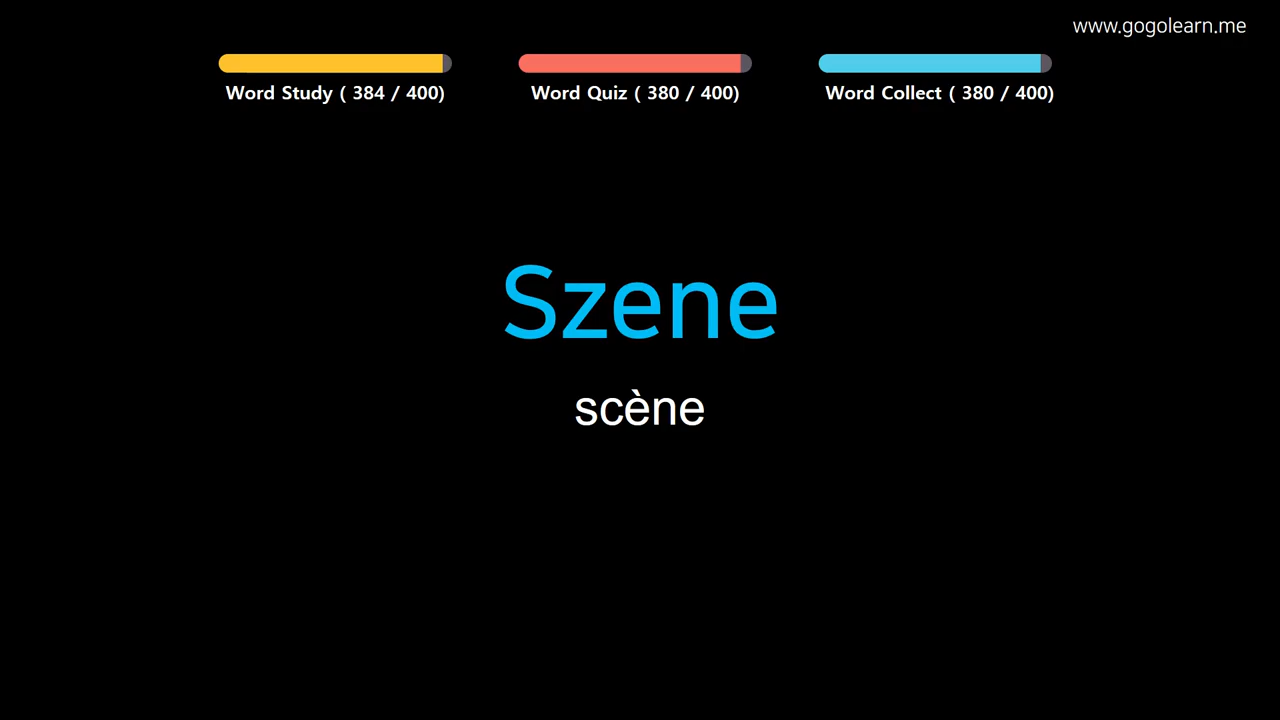 www.gogolearn.me
Word Study ( 384 / 400)
Word Quiz ( 380 / 400)
Word Collect ( 380 / 400)
Szene
scène